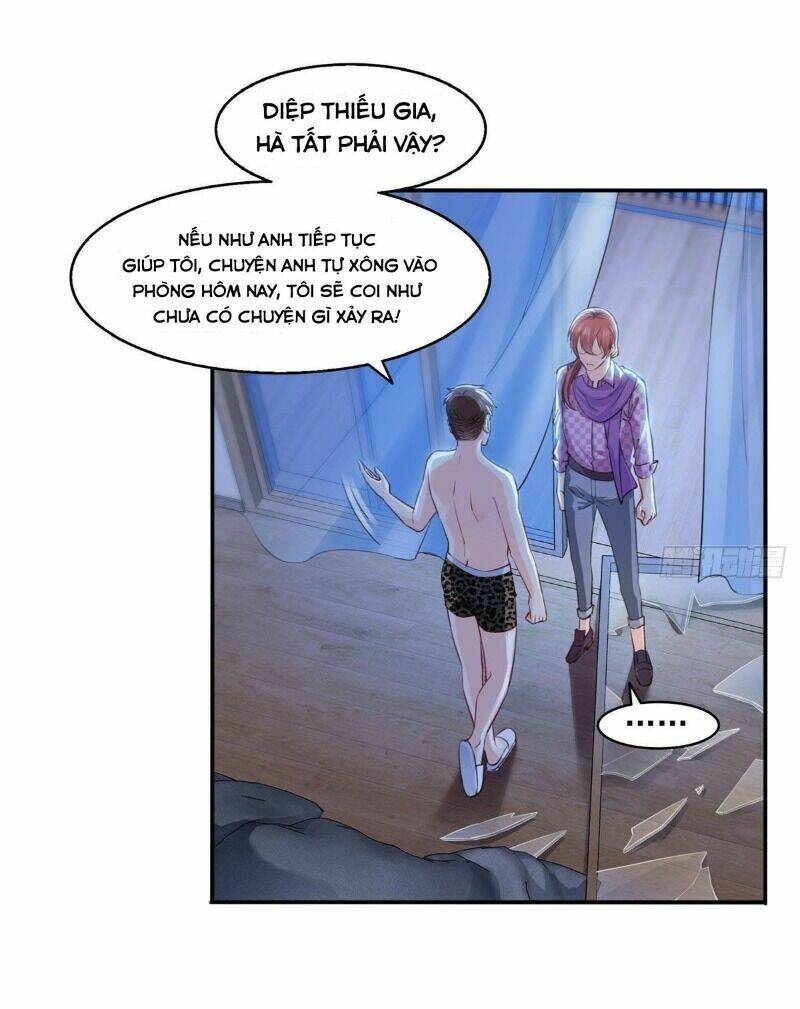 DIỆP THIẾU GIA,
HÀ TẤT PHẢI VẬY?
NẾU NHƯ ANH TIẾP TỤC
GIÚP TÔI, CHUYỆN ANH TỰ XÔNG VÀO
PHÒNG HÔM NAY, TÔI SẼ COI NHƯ
CHƯA CÓ CHUYỆN GÌ XẢY RA!
......